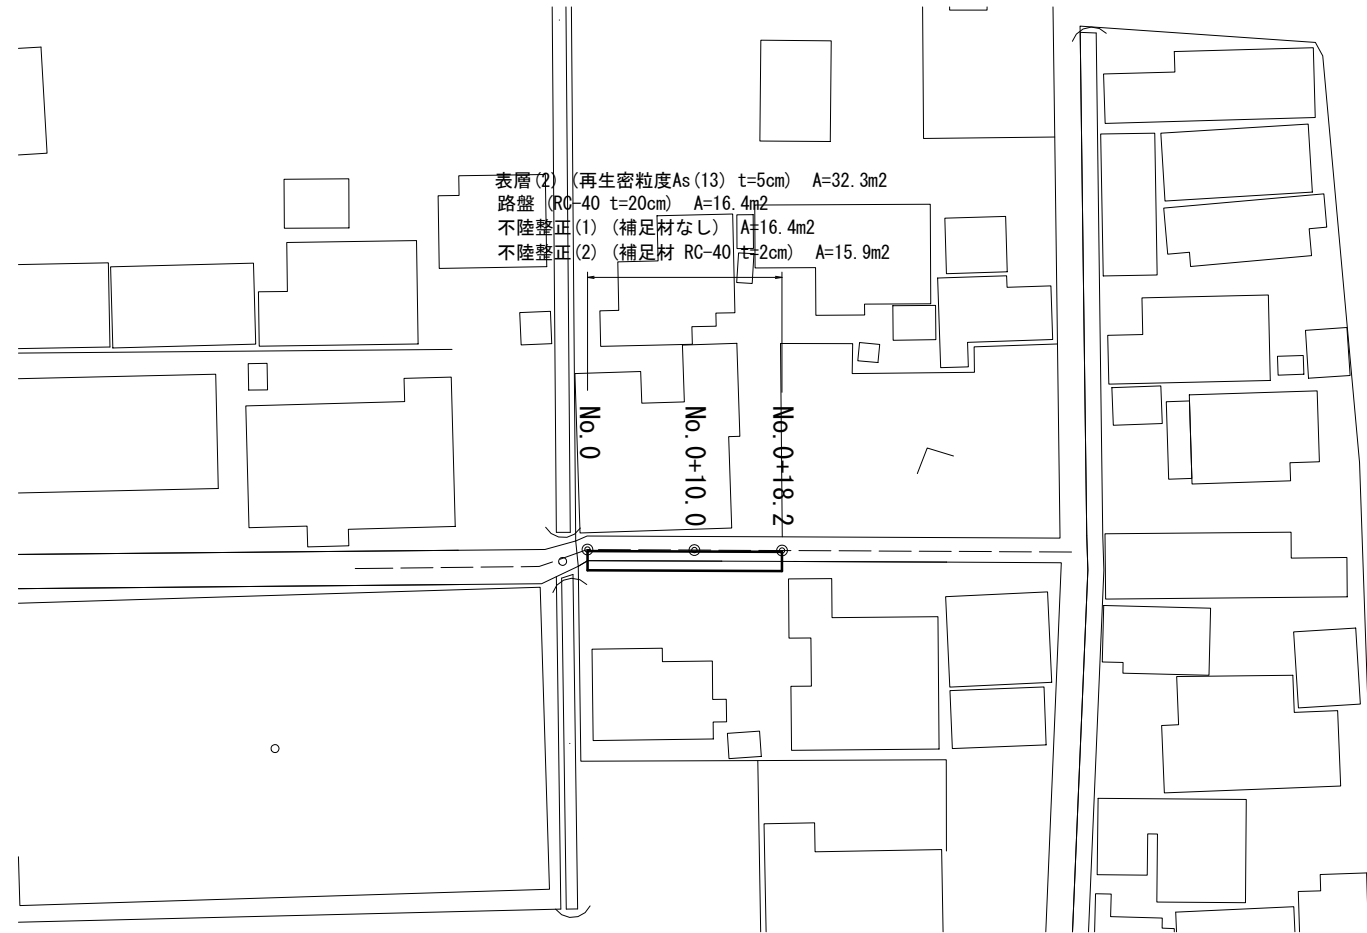 表層(2) (再生密粒度As(13) t=5cm) A=32.3m2
路盤 (RC-40 t=20cm) A=16.4m2
不陸整正(1) (補足材なし) A=16.4m2
不陸整正(2) (補足材 RC-40 t=2cm) A=15.9m2
No.0
No.0+10.0
No.0+18.2